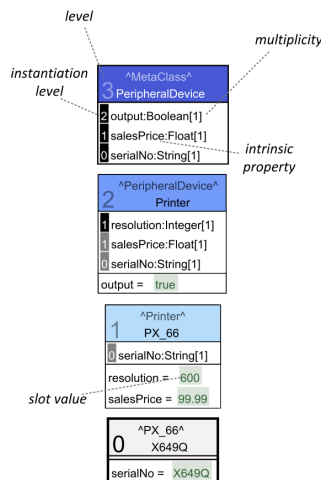 level
multiplicity
instantiation
level
^MetaClass^
3 PeripheralDevice
2 output:Boolean[1]
1 salesPrice:Float[1]
0 serialNo:String[1]
intrinsic
property
^PeripheralDevice^
2 Printer
1 resolution:Integer[1]
1 salesPrice:Float[1]
0 serialNo:String[1]
output = true
^Printer^
1 PX_66
0 serialNo:String[1]
resolution = 600
salesPrice = 99.99
slot value
^PX_66^
0 X649Q
serialNo = X649Q